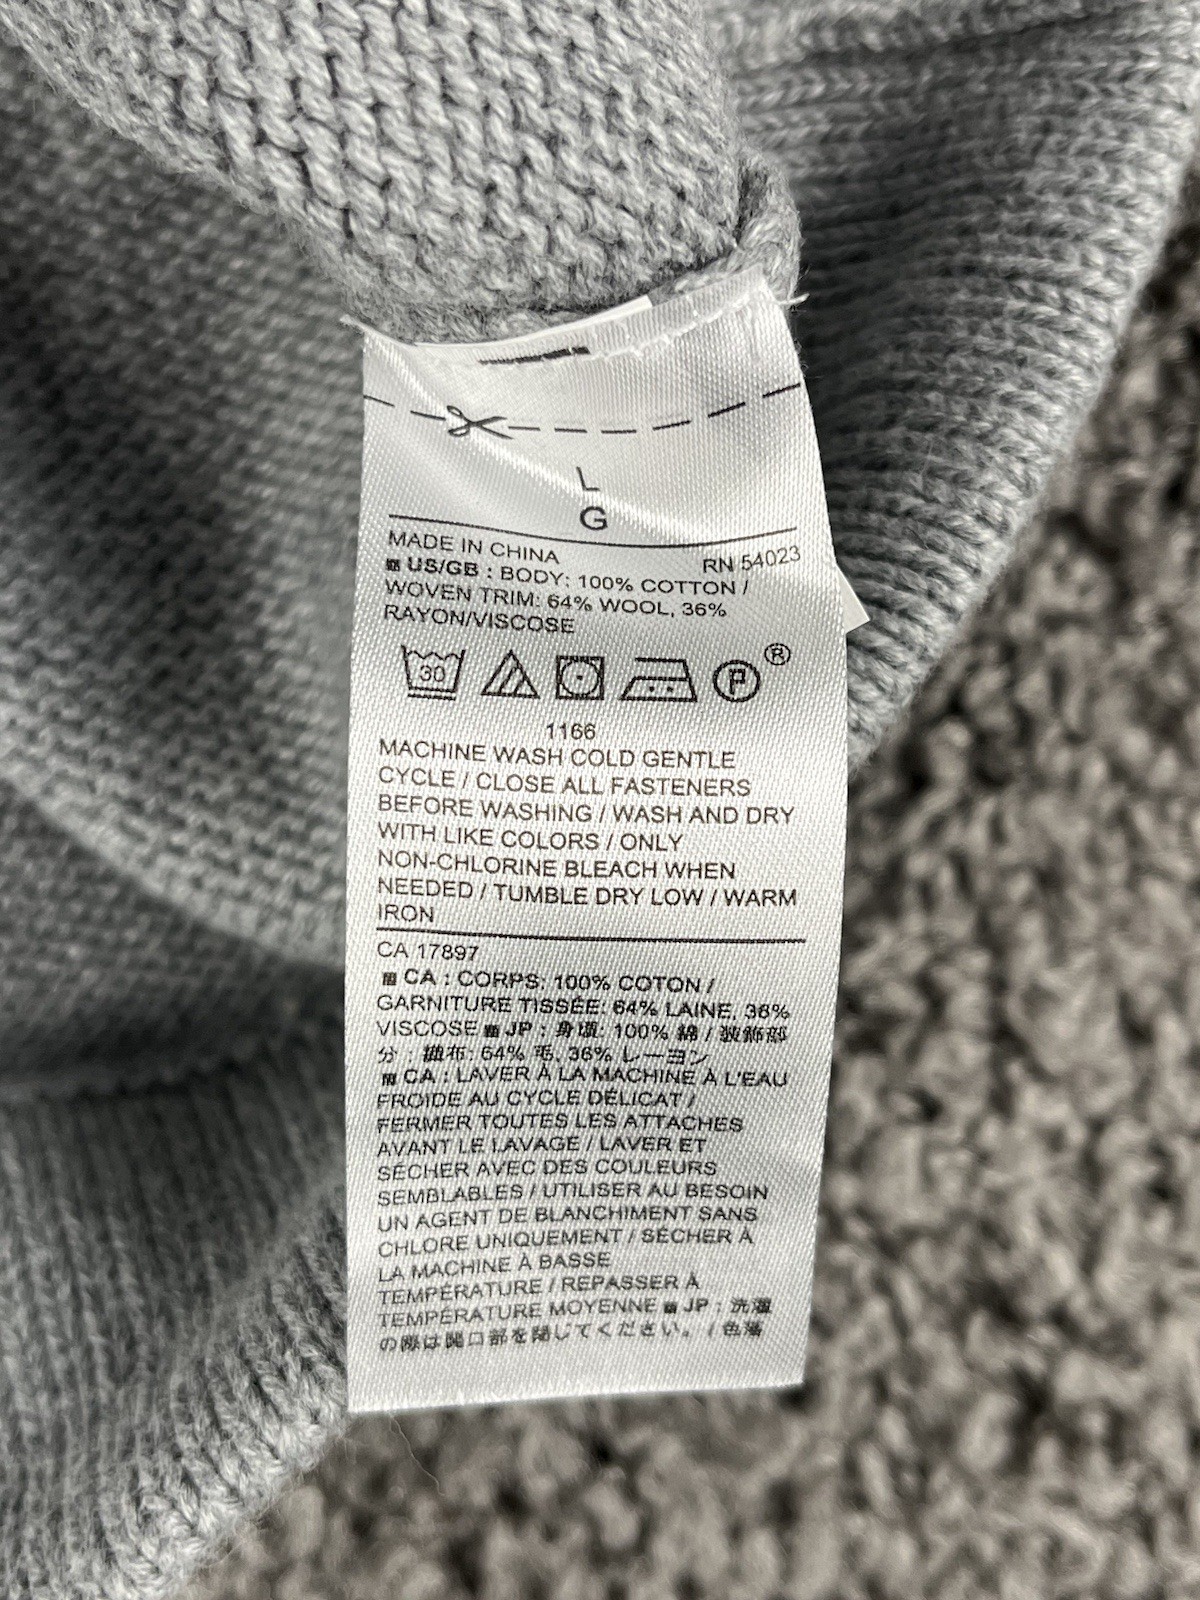 L
G
MADE IN CHINA RN 54023
US/GB : BODY: 100% COTTON /
WOVEN TRIM: 64% WOOL, 36%
RAYON/VISCOSE
30 P ®
1166
MACHINE WASH COLD GENTLE
CYCLE / CLOSE ALL FASTENERS
BEFORE WASHING / WASH AND DRY
WITH LIKE COLORS / ONLY
NON-CHLORINE BLEACH WHEN
NEEDED / TUMBLE DRY LOW / WARM
IRON
CA 17897
CA : CORPS: 100% COTON /
GARNITURE TISSÉE: 64% LAINE, 36%
VISCOSE JP : 身頃: 100% 綿 / 装飾部
分 : 織布: 64% 毛, 36% レーヨン
CA : LAVER À LA MACHINE À L'EAU
FROIDE AU CYCLE DÉLICAT /
FERMER TOUTES LES ATTACHES
AVANT LE LAVAGE / LAVER ET
SÉCHER AVEC DES COULEURS
SEMBLABLES / UTILISER AU BESOIN
UN AGENT DE BLANCHIMENT SANS
CHLORE UNIQUEMENT / SÉCHER À
LA MACHINE À BASSE
TEMPÉRATURE / REPASSER À
TEMPÉRATURE MOYENNE JP : 洗濯
の際は開口部を閉じてください。 / 色落